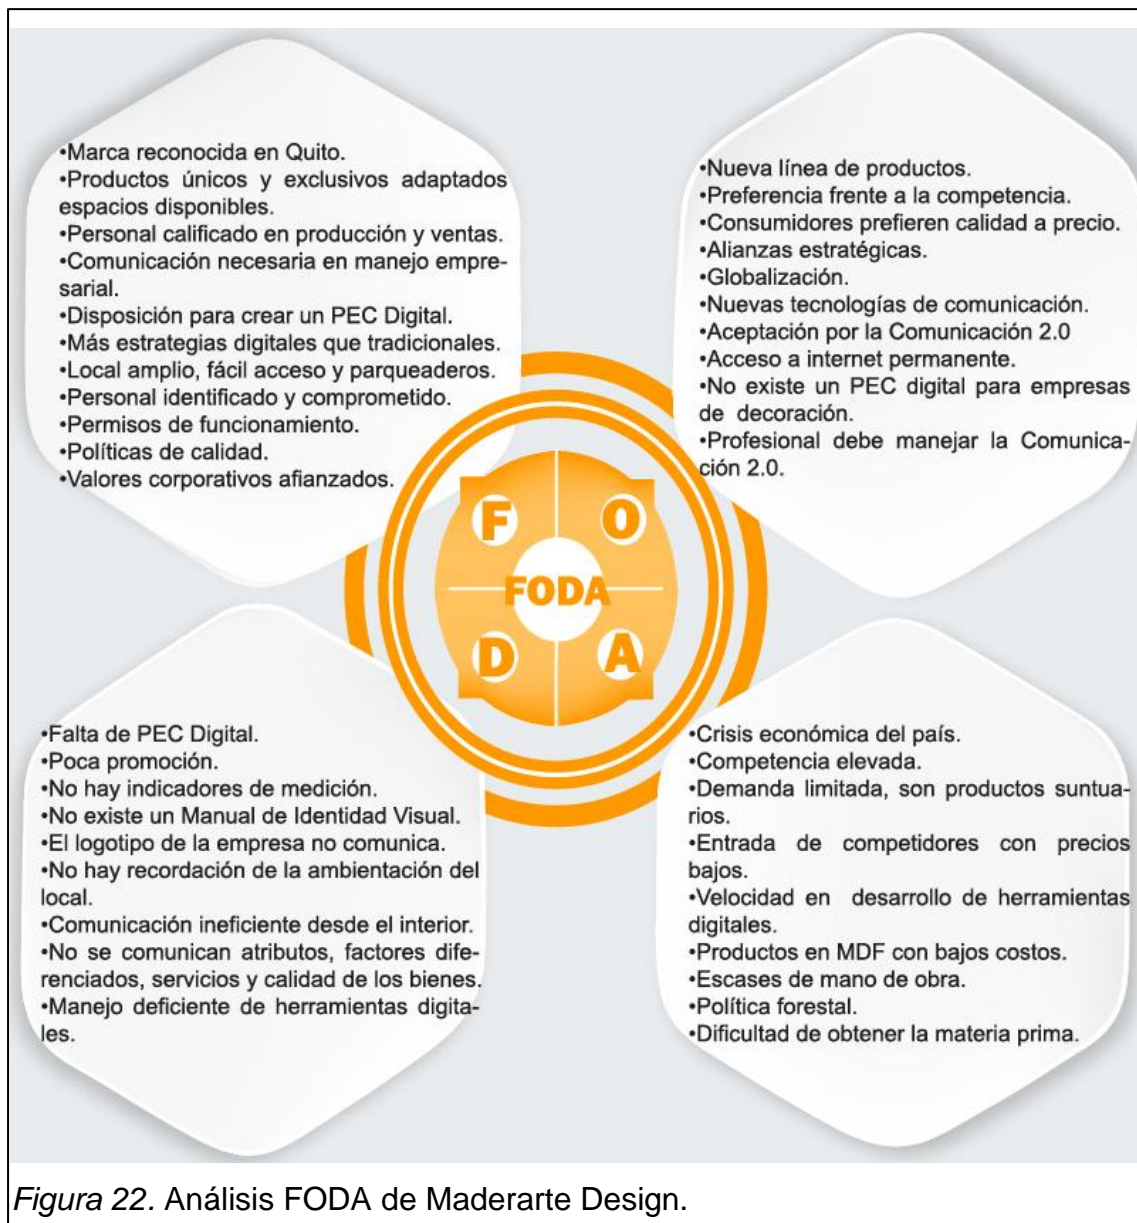 •Marca reconocida en Quito.
•Productos únicos y exclusivos adaptados
espacios disponibles.
•Personal calificado en producción y ventas.
•Comunicación necesaria en manejo empre-
sarial.
•Disposición para crear un PEC Digital.
•Más estrategias digitales que tradicionales.
•Local amplio, fácil acceso y parqueaderos.
•Personal identificado y comprometido.
•Permisos de funcionamiento.
•Políticas de calidad.
•Valores corporativos afianzados.
•Nueva línea de productos.
•Preferencia frente a la competencia.
•Consumidores prefieren calidad a precio.
•Alianzas estratégicas.
•Globalización.
•Nuevas tecnologías de comunicación.
•Aceptación por la Comunicación 2.0
•Acceso a internet permanente.
•No existe un PEC digital para empresas
de decoración.
•Profesional debe manejar la Comunica-
ción 2.0.
F
O
FODA
D
A
•Falta de PEC Digital.
•Poca promoción.
•No hay indicadores de medición.
•No existe un Manual de Identidad Visual.
•El logotipo de la empresa no comunica.
•No hay recordación de la ambientación del
local.
•Comunicación ineficiente desde el interior.
•No se comunican atributos, factores dife-
renciados, servicios y calidad de los bienes.
•Manejo deficiente de herramientas digita-
les.
•Crisis económica del país.
•Competencia elevada.
•Demanda limitada, son productos suntua-
rios.
•Entrada de competidores con precios
bajos.
•Velocidad en desarrollo de herramientas
digitales.
•Productos en MDF con bajos costos.
•Escases de mano de obra.
•Política forestal.
•Dificultad de obtener la materia prima.
Figura 22. Análisis FODA de Maderarte Design.